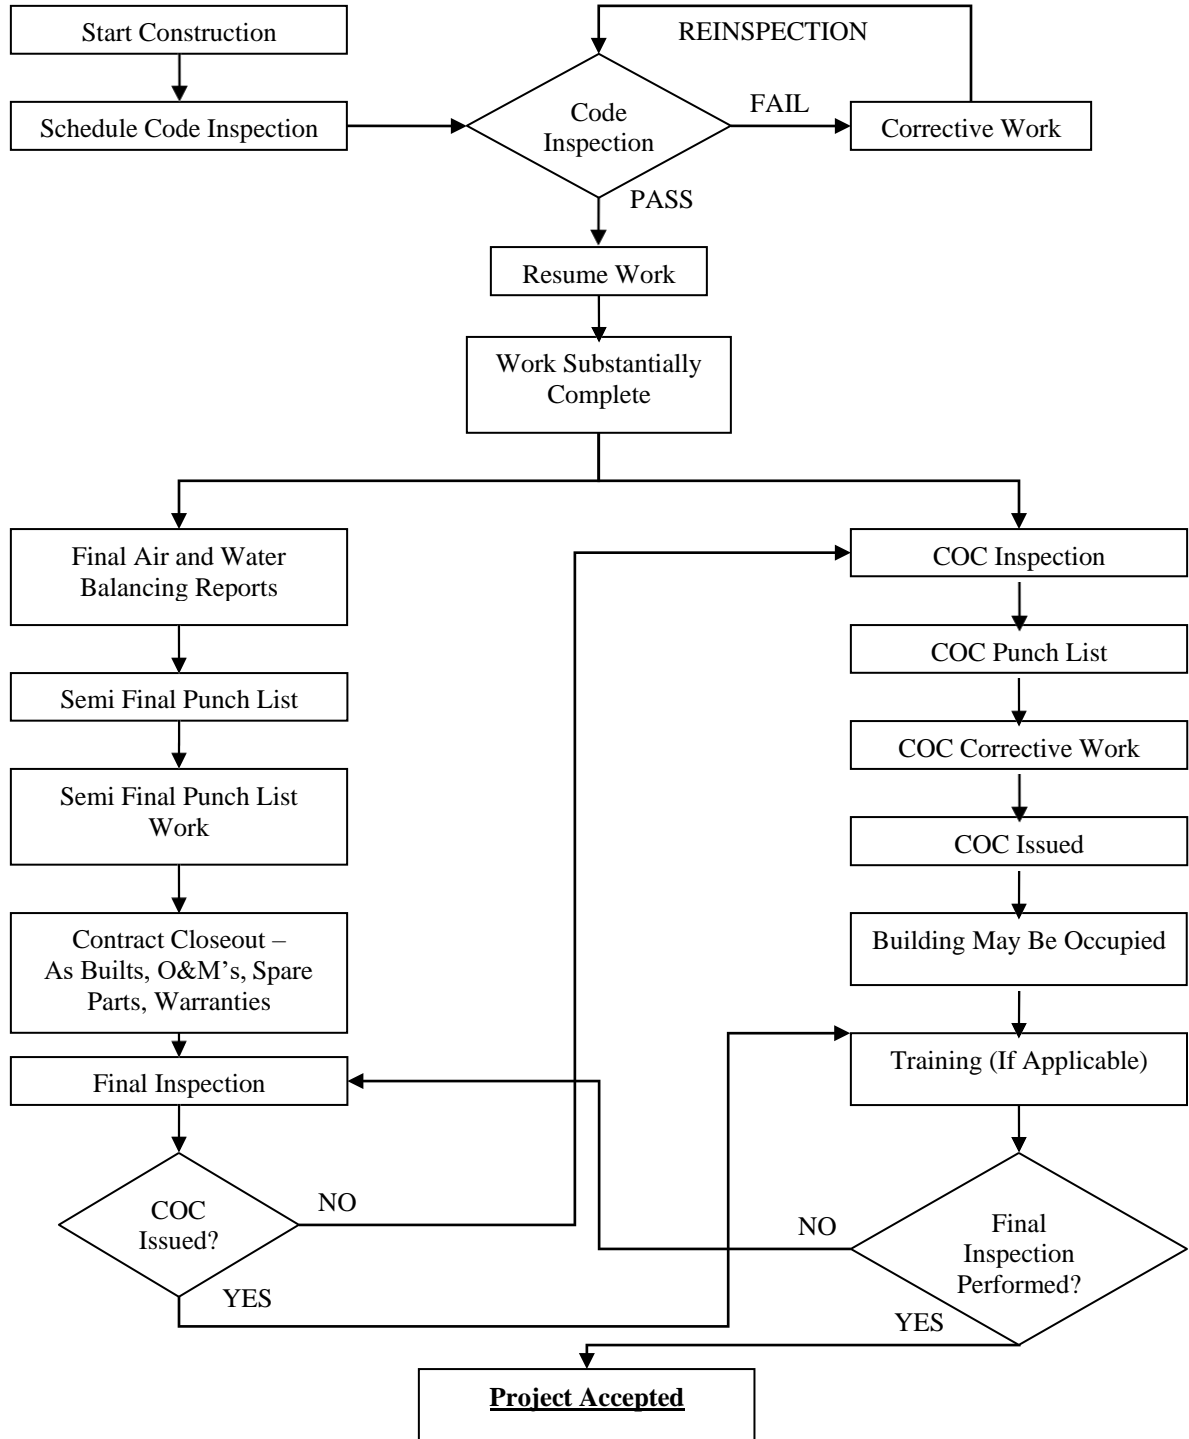 Start Construction
REINSPECTION
Schedule Code Inspection
Code
Inspection
FAIL
Corrective Work
PASS
Resume Work
Work Substantially
Complete
Final Air and Water
Balancing Reports
COC Inspection
COC Punch List
Semi Final Punch List
COC Corrective Work
Semi Final Punch List
Work
COC Issued
Contract Closeout –
As Builts, O&M’s, Spare
Parts, Warranties
Building May Be Occupied
Final Inspection
Training (If Applicable)
COC
Issued?
NO
YES
NO
Final
Inspection
Performed?
YES
Project Accepted